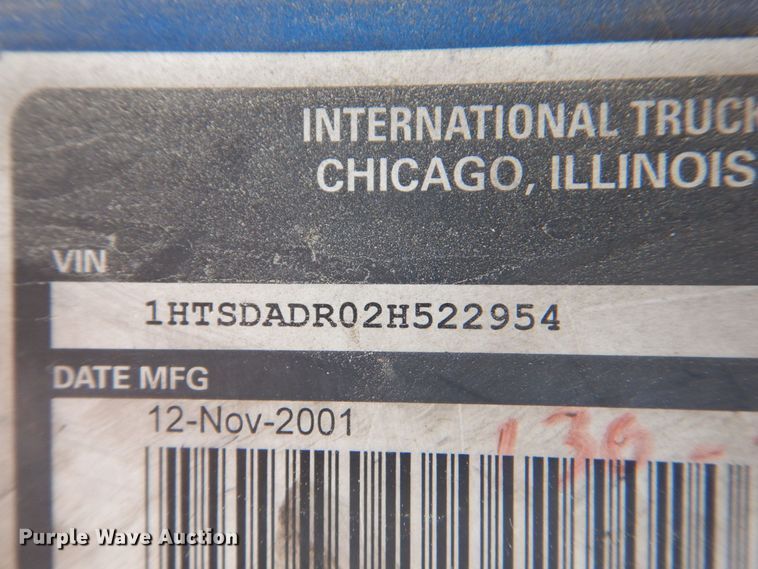 INTERNATIONAL TRUCK
CHICAGO, ILLINOIS
VIN
1HTSDADR02H522954
DATE MFG
12-Nov-2001
Purple Wave Auction